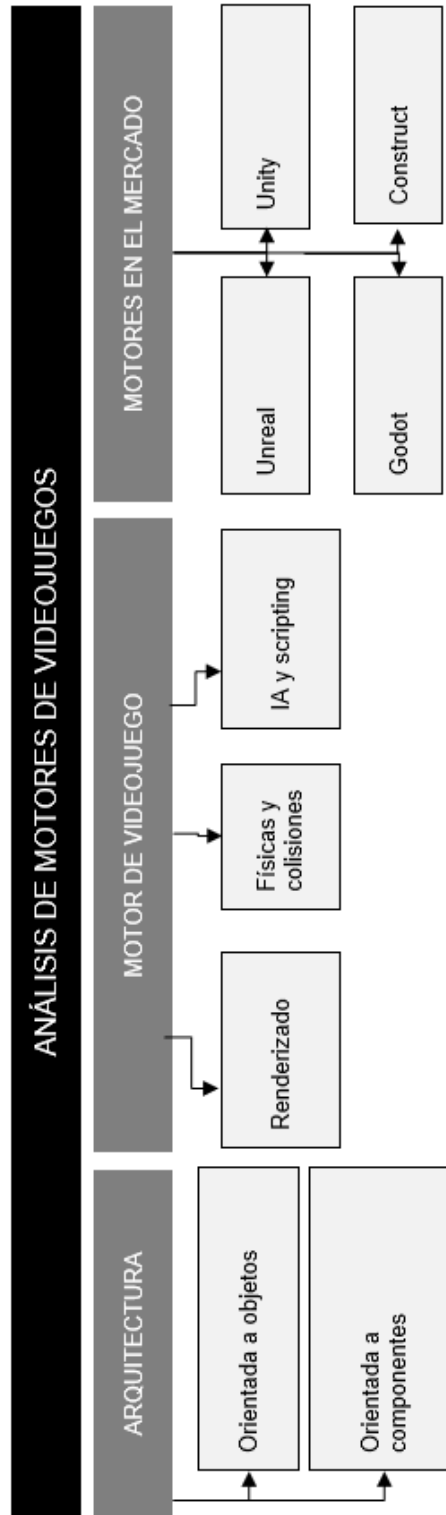 ANÁLISIS DE MOTORES DE VIDEOJUEGOS
ARQUITECTURA
Orientada a objetos
Orientada a
componentes
MOTOR DE VIDEOJUEGO
Renderizado
Físicas y
colisiones
IA y scripting
MOTORES EN EL MERCADO
Unreal
Unity
Godot
Construct